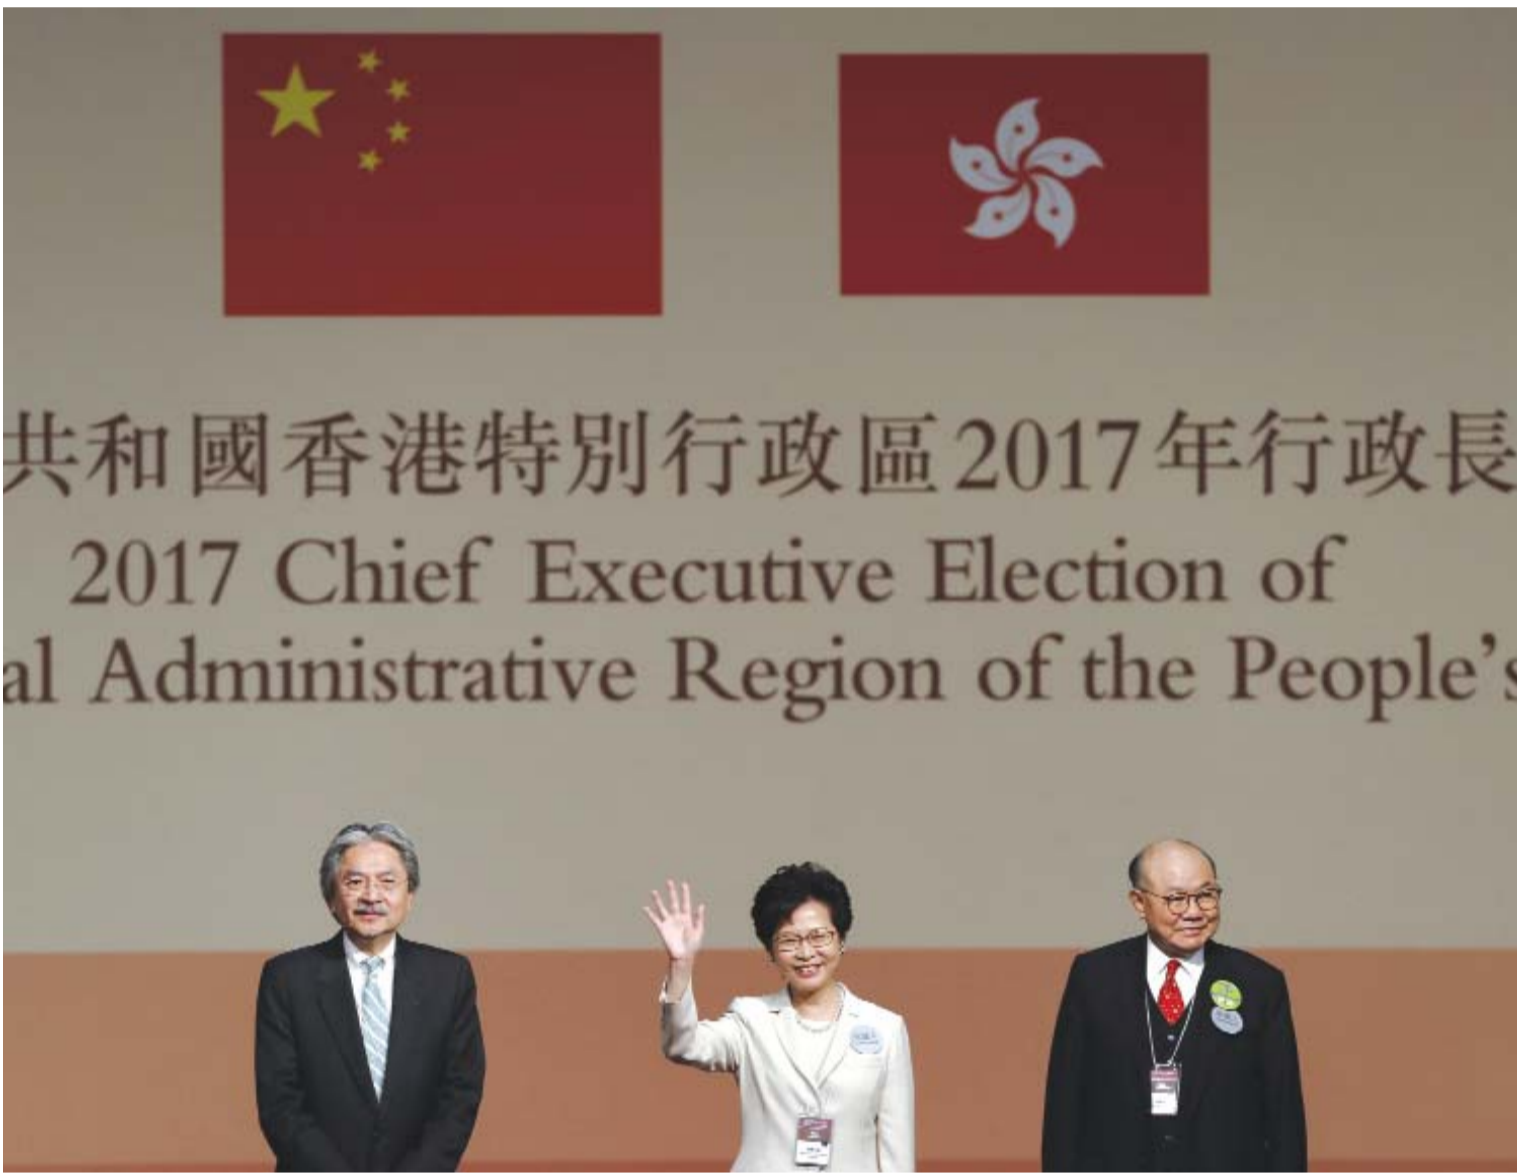 共和國香港特別行政區2017年行政長
2017 Chief Executive Election of
al Administrative Region of the People's